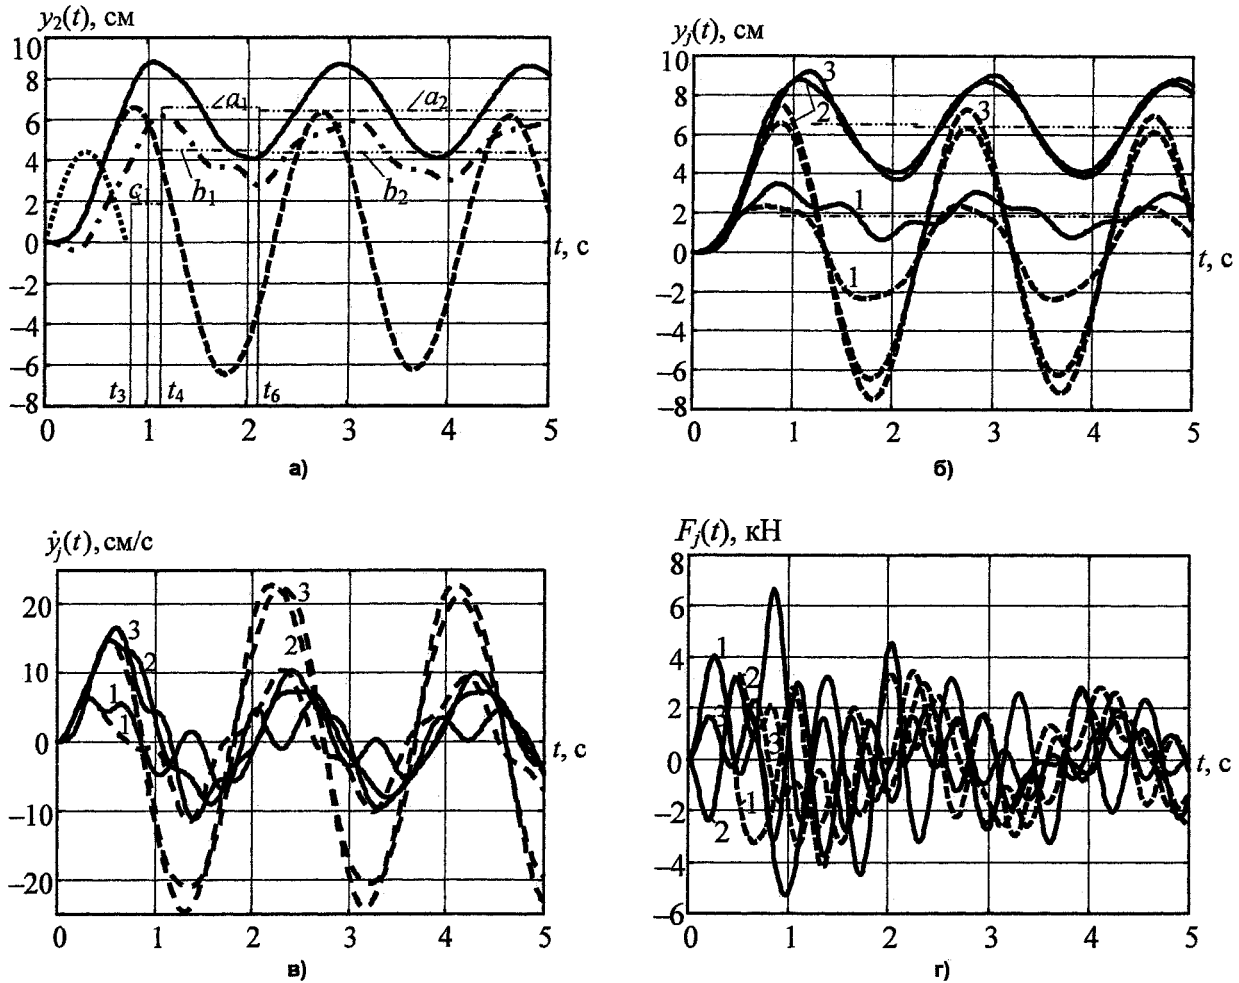 y₂(t), см
10
8
6
4
2
0
–2
–4
–6
–8
∠a₁
∠a₂
c₁
b₁
b₂
t, с
t₃
t₄
t₆
0 1 2 3 4 5
а)
yⱼ(t), см
10
8
6
4
2
0
–2
–4
–6
–8
3
2
3
1
1
t, с
0 1 2 3 4 5
б)
ẏⱼ(t), см/с
20
10
0
–10
–20
3
2
1
1
3
2
t, с
0 1 2 3 4 5
в)
Fⱼ(t), кН
8
6
4
2
0
–2
–4
–6
1
2
3
3
1
2
t, с
0 1 2 3 4 5
г)